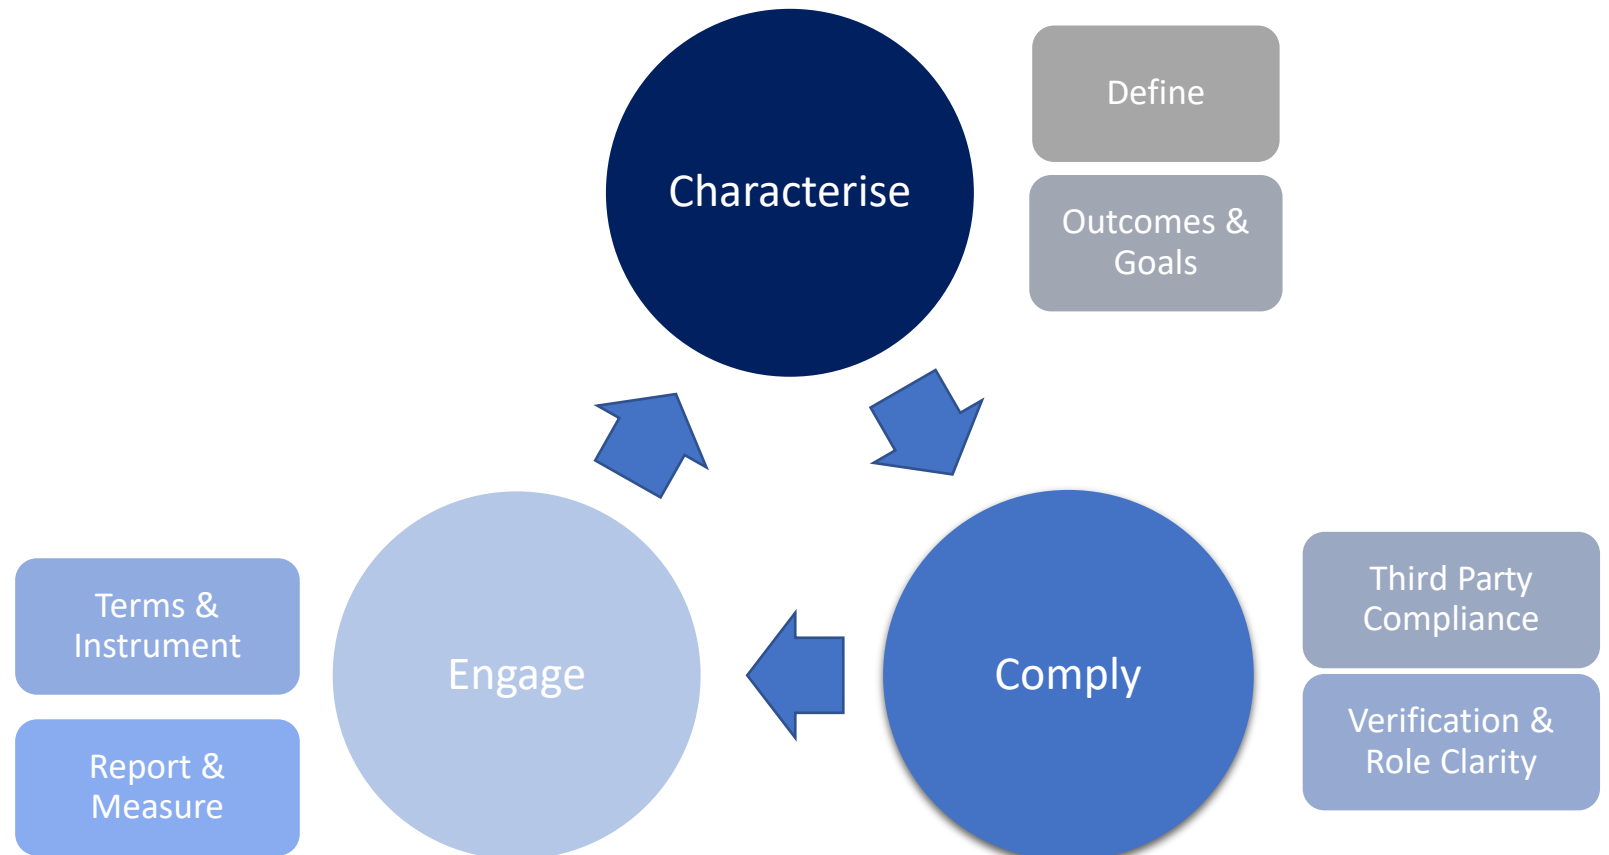 Characterise
Define
Outcomes &
Goals
Comply
Third Party
Compliance
Verification &
Role Clarity
Engage
Terms &
Instrument
Report &
Measure